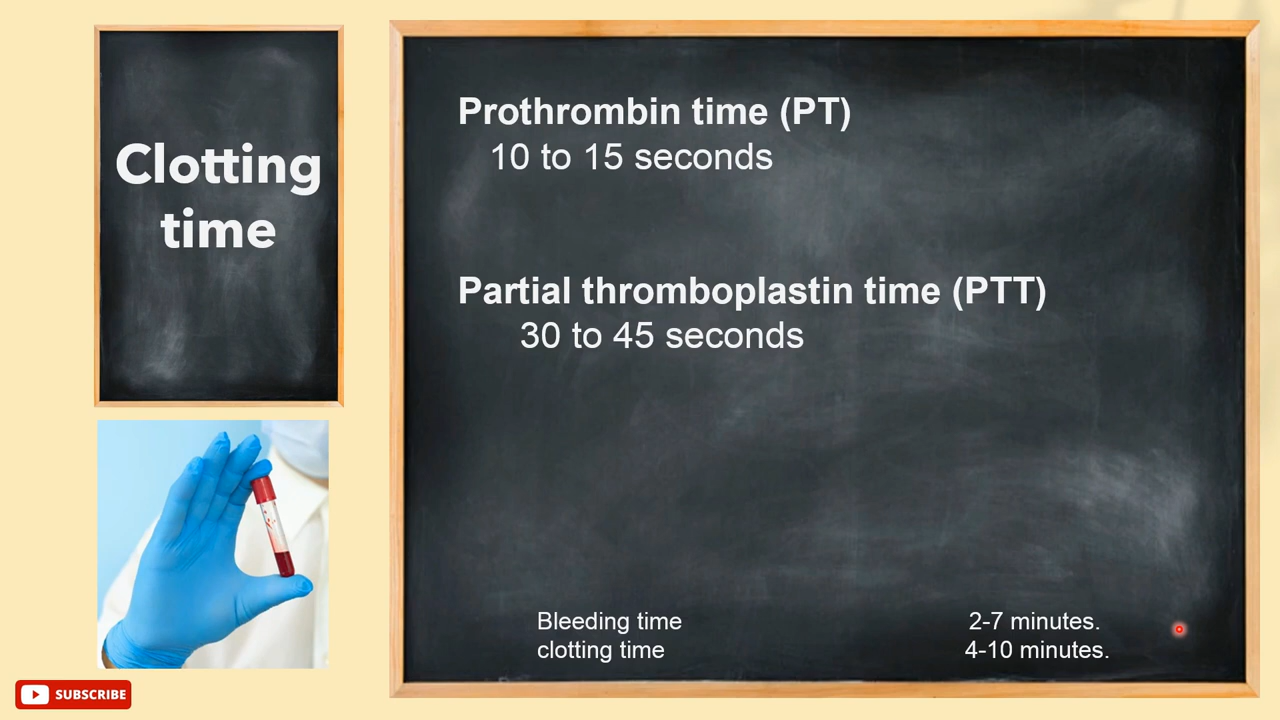 Clotting
time
Prothrombin time (PT)
10 to 15 seconds
Partial thromboplastin time (PTT)
30 to 45 seconds
Bleeding time 2-7 minutes.
clotting time 4-10 minutes.
SUBSCRIBE